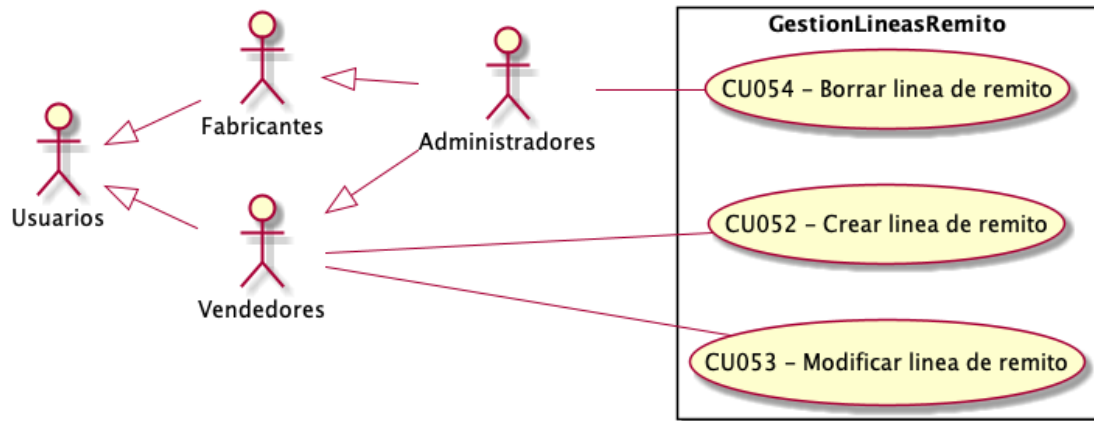 GestionLineasRemito
CU054 – Borrar linea de remito
Fabricantes
Administradores
Usuarios
CU052 – Crear linea de remito
Vendedores
CU053 – Modificar linea de remito